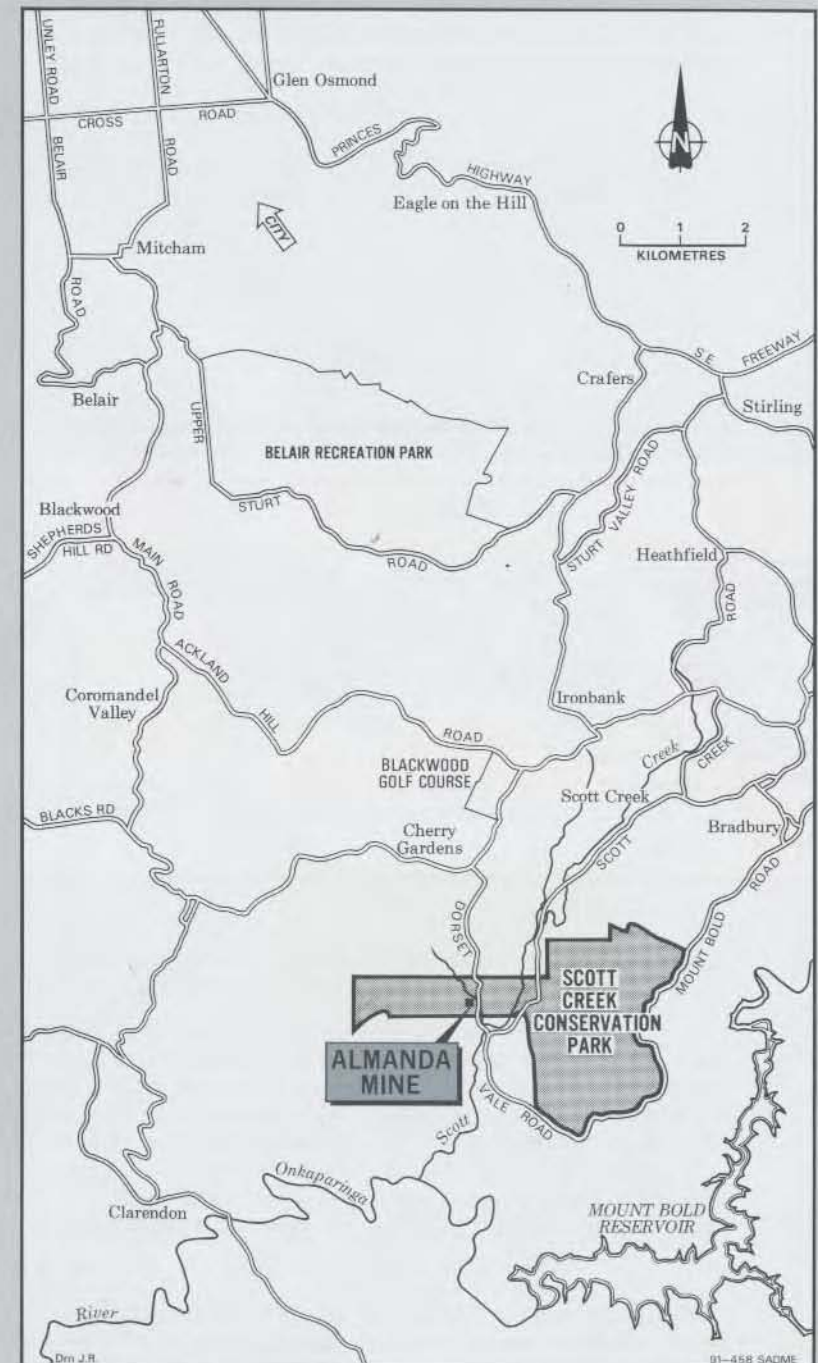 UNLEY ROAD
FULLARTON
ROAD
Glen Osmond
CROSS ROAD
PRINCES
HIGHWAY
Eagle on the Hill
N
0 1 2
KILOMETRES
CITY
BELAIR
ROAD
Mitcham
Belair
Crafers
S E FREEWAY
Stirling
UPPER
STURT
ROAD
BELAIR RECREATION PARK
STURT VALLEY ROAD
Blackwood
SHEPHERDS
HILL RD
MAIN
ROAD
Heathfield
ROAD
ACKLAND
HILL
ROAD
Coromandel
Valley
Ironbank
BLACKWOOD
GOLF COURSE
Creek
CREEK
Scott Creek
SCOTT
BLACKS RD
Cherry
Gardens
Bradbury
MOUNT BOLD
ROAD
DORSET
SCOTT
CREEK
CONSERVATION
PARK
ALMANDA
MINE
VALE ROAD
Scott
Onkaparinga
Clarendon
MOUNT BOLD
RESERVOIR
River
Drn J.R.
91-458 SADME